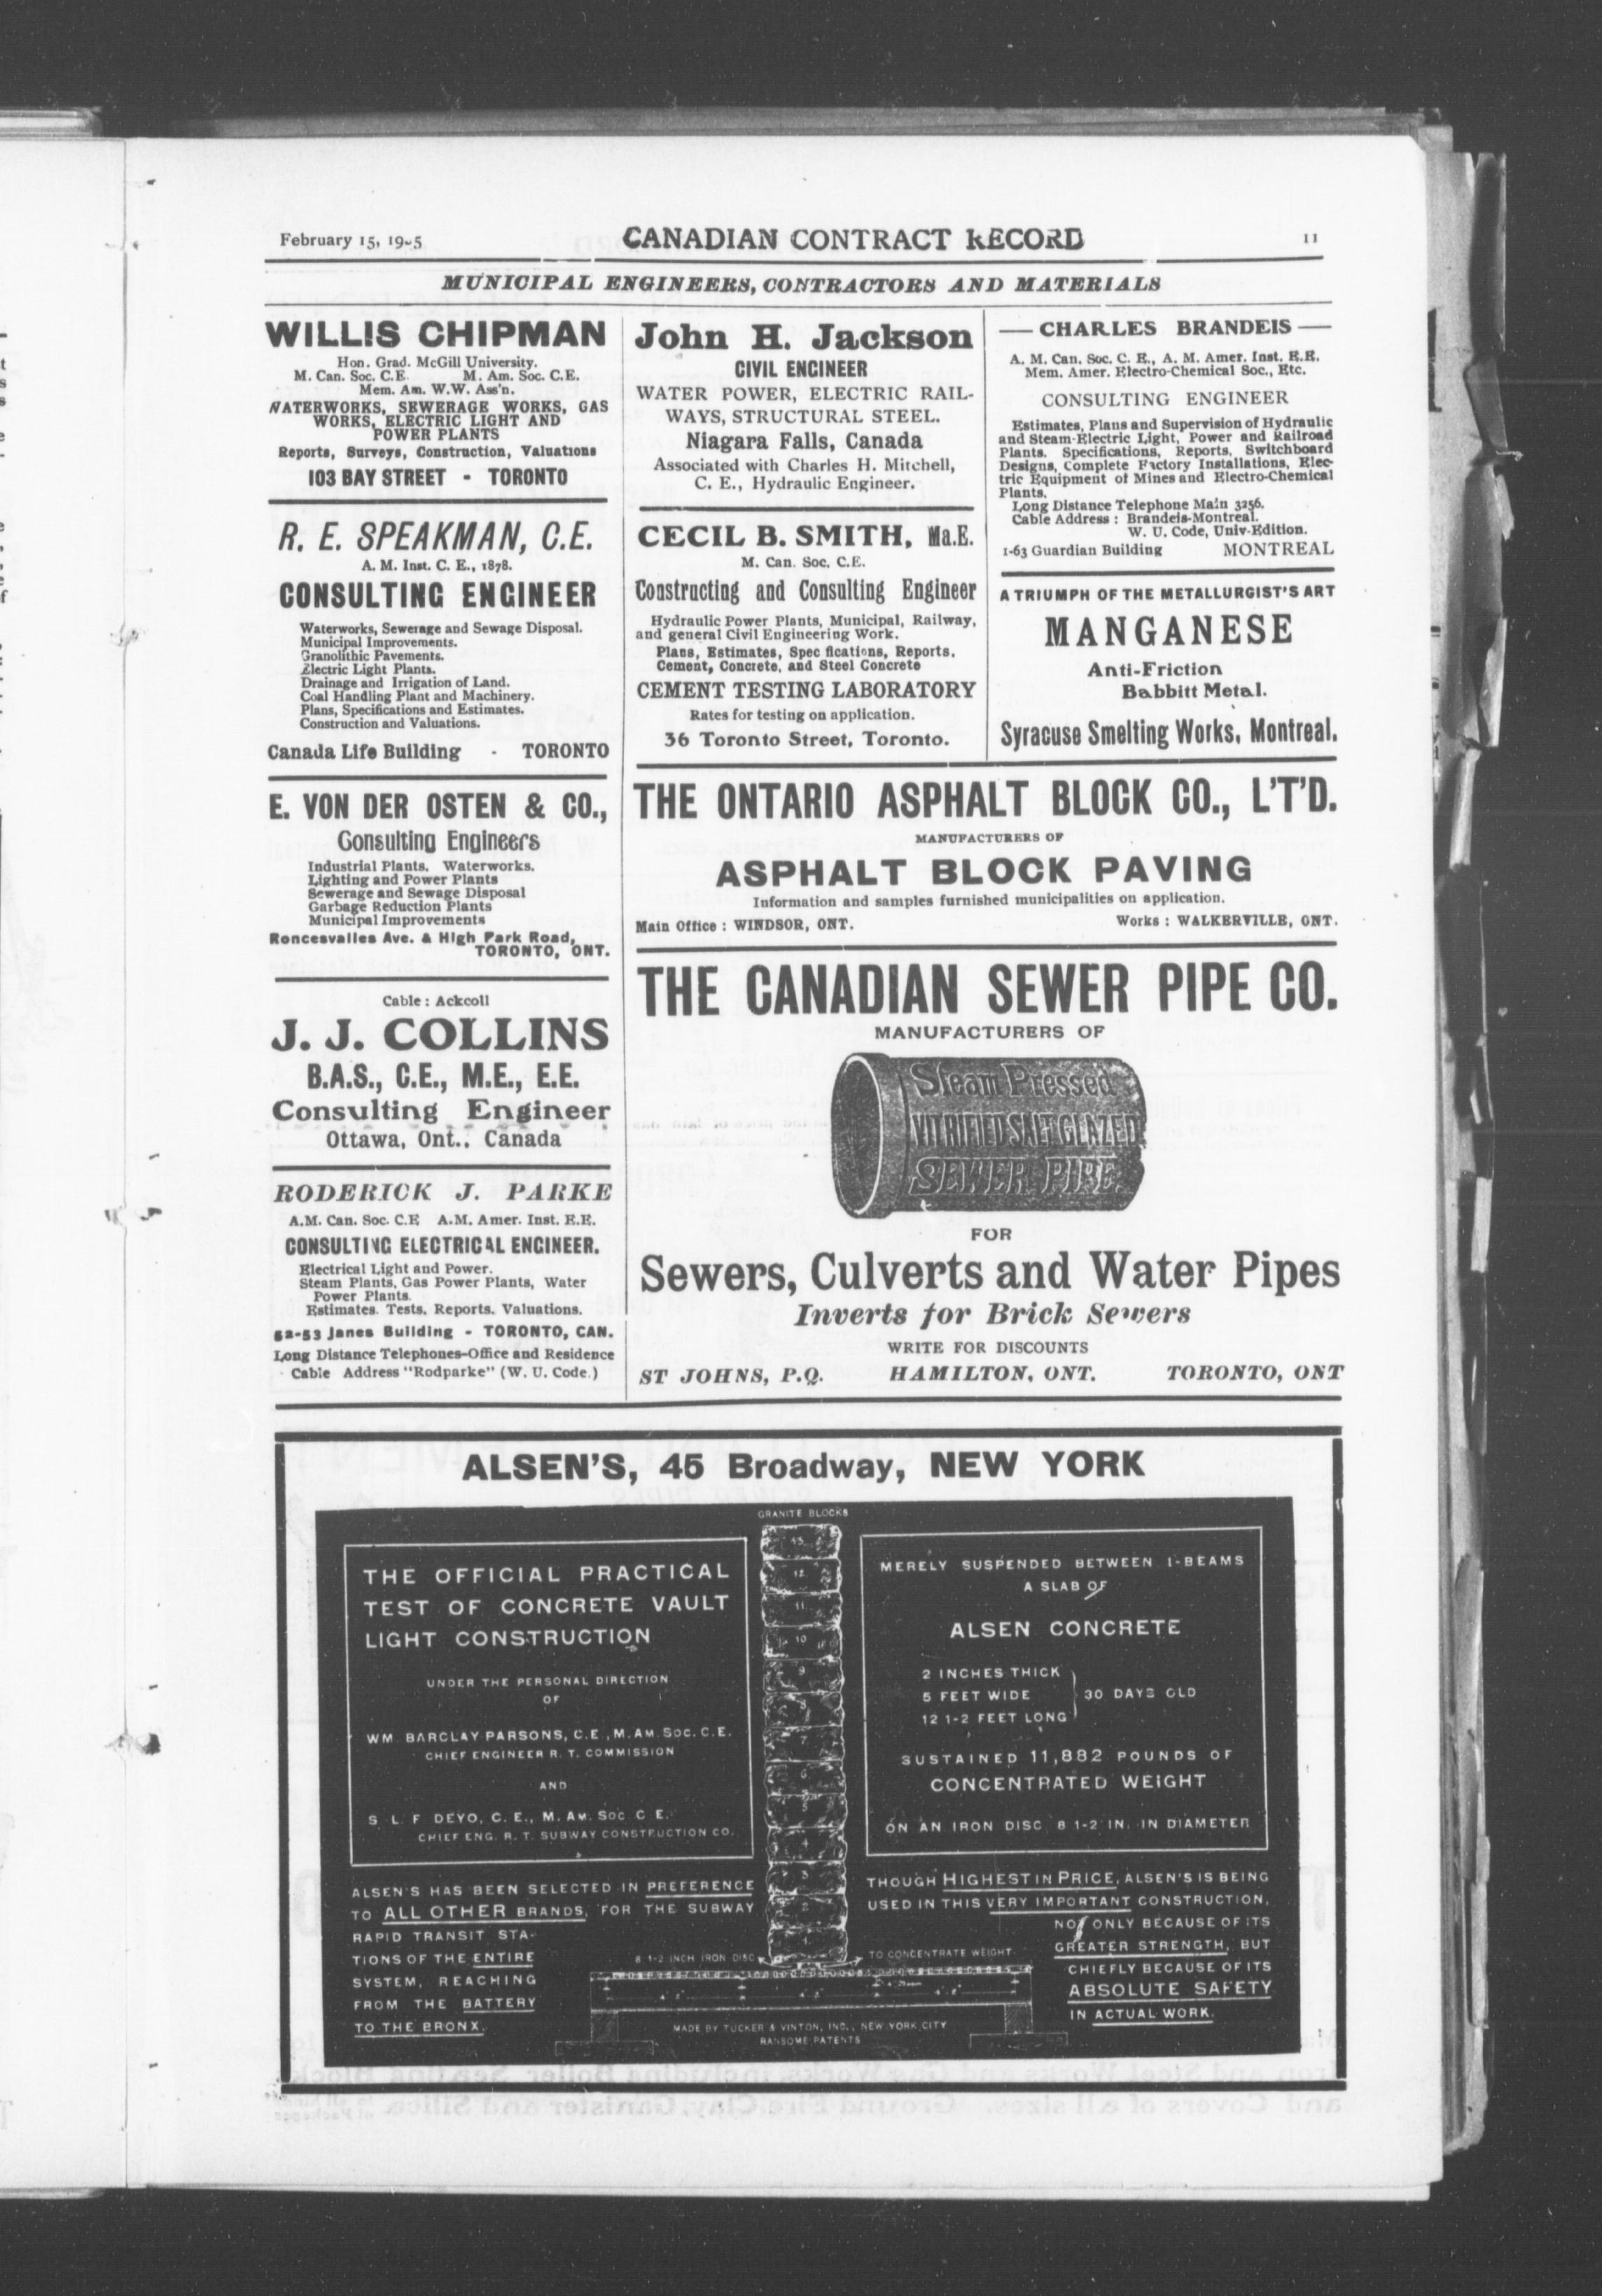 February 15, 19-5
CANADIAN CONTRACT RECORD
11
MUNICIPAL ENGINEERS, CONTRACTORS AND MATERIALS
WILLIS CHIPMAN
Hon. Grad. McGill University.
M. Can. Soc. C.E. M. Am. Soc. C.E.
Mem. Am. W.W. Ass'n.
WATERWORKS, SEWERAGE WORKS, GAS
WORKS, ELECTRIC LIGHT AND
POWER PLANTS
Reports, Surveys, Construction, Valuations
103 BAY STREET - TORONTO
R. E. SPEAKMAN, C.E.
A. M. Inst. C. E., 1878.
CONSULTING ENGINEER
Waterworks, Sewerage and Sewage Disposal.
Municipal Improvements.
Granolithic Pavements.
Electric Light Plants.
Drainage and Irrigation of Land.
Coal Handling Plant and Machinery.
Plans, Specifications and Estimates.
Construction and Valuations.
Canada Life Building - TORONTO
E. VON DER OSTEN & CO.,
Consulting Engineers
Industrial Plants, Waterworks.
Lighting and Power Plants
Sewerage and Sewage Disposal
Garbage Reduction Plants
Municipal Improvements
Roncesvalles Ave. & High Park Road,
TORONTO, ONT.
Cable : Ackcoll
J. J. COLLINS
B.A.S., C.E., M.E., E.E.
Consulting Engineer
Ottawa, Ont., Canada
RODERICK J. PARKE
A.M. Can. Soc. C.E A.M. Amer. Inst. E.E.
CONSULTING ELECTRICAL ENGINEER.
Electrical Light and Power.
Steam Plants, Gas Power Plants, Water
Power Plants.
Estimates. Tests. Reports. Valuations.
52-53 Janes Building - TORONTO, CAN.
Long Distance Telephones-Office and Residence
Cable Address "Rodparke" (W. U. Code.)
John H. Jackson
CIVIL ENGINEER
WATER POWER, ELECTRIC RAIL-
WAYS, STRUCTURAL STEEL.
Niagara Falls, Canada
Associated with Charles H. Mitchell,
C. E., Hydraulic Engineer.
CECIL B. SMITH, Ma.E.
M. Can. Soc. C.E.
Constructing and Consulting Engineer
Hydraulic Power Plants, Municipal, Railway,
and general Civil Engineering Work.
Plans, Estimates, Spec fications, Reports.
Cement, Concrete, and Steel Concrete
CEMENT TESTING LABORATORY
Rates for testing on application.
36 Toronto Street, Toronto.
CHARLES BRANDEIS
A. M. Can. Soc. C. E., A. M. Amer. Inst. E.E.
Mem. Amer. Electro-Chemical Soc., Etc.
CONSULTING ENGINEER
Estimates, Plans and Supervision of Hydraulic
and Steam-Electric Light, Power and Railroad
Plants. Specifications, Reports, Switchboard
Designs, Complete Factory Installations, Elec-
tric Equipment of Mines and Electro-Chemical
Plants.
Long Distance Telephone Main 3256.
Cable Address : Brandeis-Montreal.
W. U. Code, Univ-Edition.
1-63 Guardian Building MONTREAL
A TRIUMPH OF THE METALLURGIST'S ART
MANGANESE
Anti-Friction
Babbitt Metal.
Syracuse Smelting Works, Montreal.
THE ONTARIO ASPHALT BLOCK CO., L'T'D.
MANUFACTURERS OF
ASPHALT BLOCK PAVING
Information and samples furnished municipalities on application.
Main Office : WINDSOR, ONT. Works : WALKERVILLE, ONT.
THE CANADIAN SEWER PIPE CO.
MANUFACTURERS OF
Steam Pressed
VITRIFIED SALT GLAZED
SEWER PIPE
FOR
Sewers, Culverts and Water Pipes
Inverts for Brick Sewers
WRITE FOR DISCOUNTS
ST JOHNS, P.Q. HAMILTON, ONT. TORONTO, ONT
ALSEN'S, 45 Broadway, NEW YORK
THE OFFICIAL PRACTICAL
TEST OF CONCRETE VAULT
LIGHT CONSTRUCTION
UNDER THE PERSONAL DIRECTION
OF
WM. BARCLAY PARSONS, C.E., M. AM. SOC. C.E.
CHIEF ENGINEER R. T. COMMISSION
AND
S. L. F DEYO, C. E., M. AM. SOC. C. E.
CHIEF ENG. R. T. SUBWAY CONSTRUCTION CO.
ALSEN'S HAS BEEN SELECTED IN PREFERENCE
TO ALL OTHER BRANDS, FOR THE SUBWAY
RAPID TRANSIT STA-
TIONS OF THE ENTIRE
SYSTEM, REACHING
FROM THE BATTERY
TO THE BRONX.
GRANITE BLOCKS
13
12
11
10
9
8
7
6
5
4
3
2
1
8 1-2 INCH IRON DISC
TO CONCENTRATE WEIGHT
MADE BY TUCKER & VINTON, INC., NEW YORK CITY
RANSOME PATENTS
MERELY SUSPENDED BETWEEN I-BEAMS
A SLAB OF
ALSEN CONCRETE
2 INCHES THICK
5 FEET WIDE
12 1-2 FEET LONG
30 DAYS OLD
SUSTAINED 11,882 POUNDS OF
CONCENTRATED WEIGHT
ON AN IRON DISC 8 1-2 IN. IN DIAMETER
THOUGH HIGHEST IN PRICE, ALSEN'S IS BEING
USED IN THIS VERY IMPORTANT CONSTRUCTION,
NOT ONLY BECAUSE OF ITS
GREATER STRENGTH, BUT
CHIEFLY BECAUSE OF ITS
ABSOLUTE SAFETY
IN ACTUAL WORK.